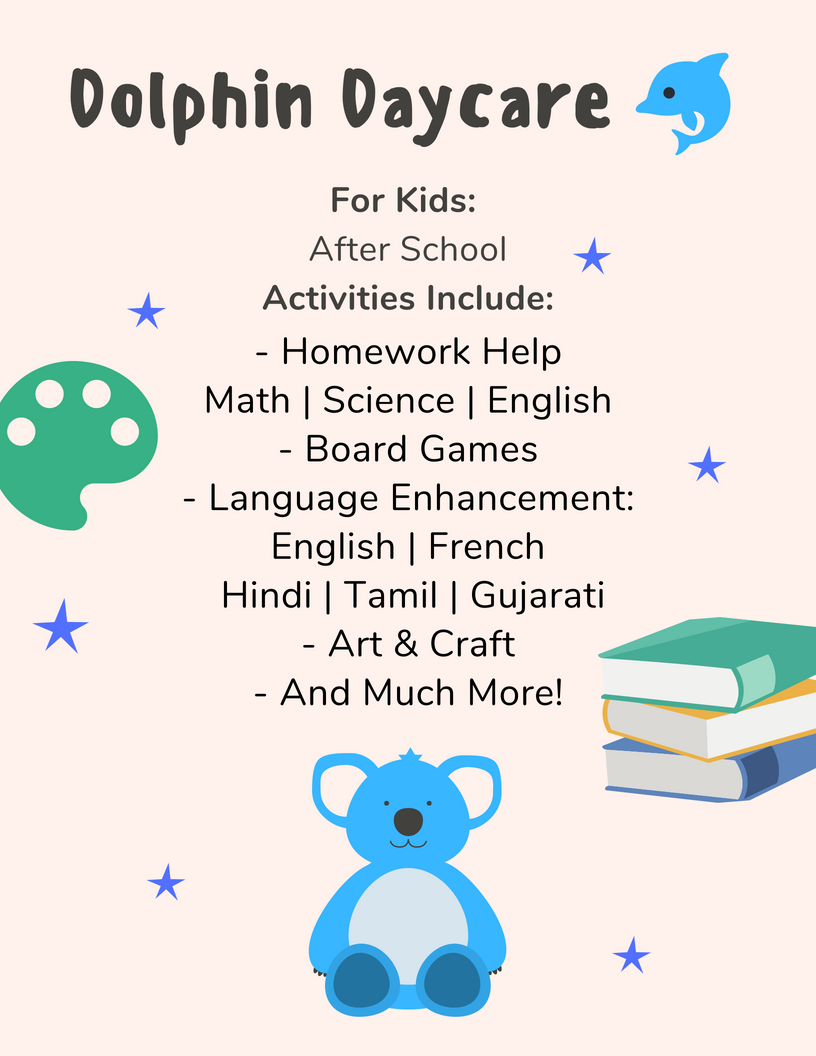 Dolphin Daycare
For Kids:
After School
Activities Include:
- Homework Help
Math | Science | English
- Board Games
- Language Enhancement:
English | French
Hindi | Tamil | Gujarati
- Art & Craft
- And Much More!